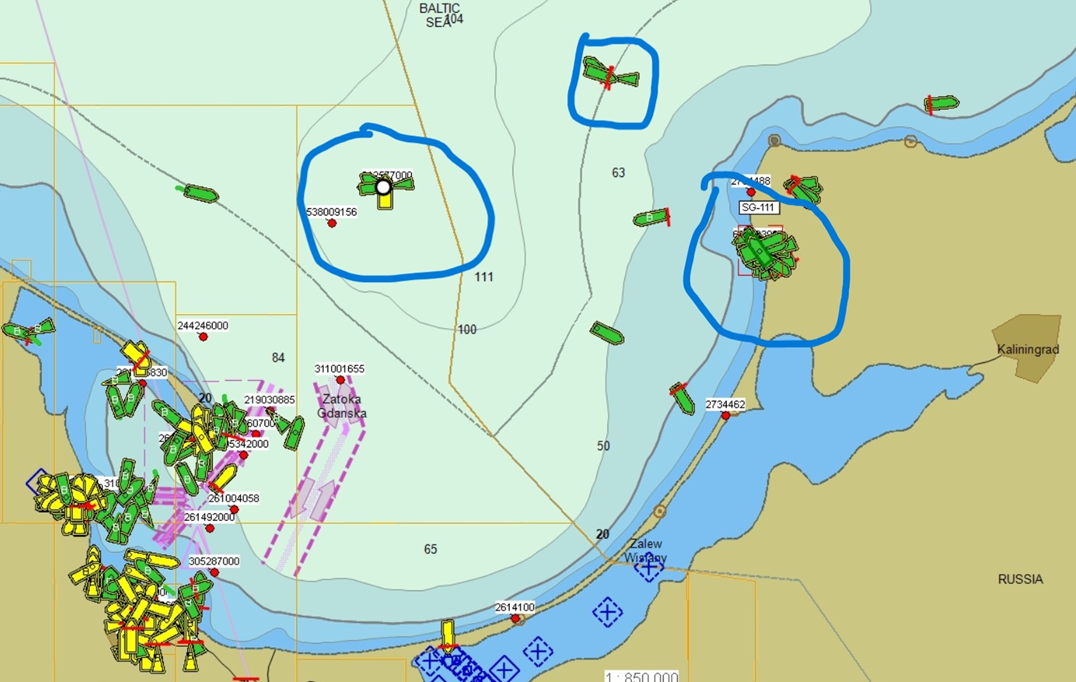 BALTIC
SEA
104
63
2734488
SG-111
538009156
111
100
244246000
84
Kaliningrad
311001655
20
219030885
Zatoka
Gdanska
2734462
50
261004058
261492000
20
65
Zalew
Wislany
305287000
RUSSIA
2614100
1 : 850 000